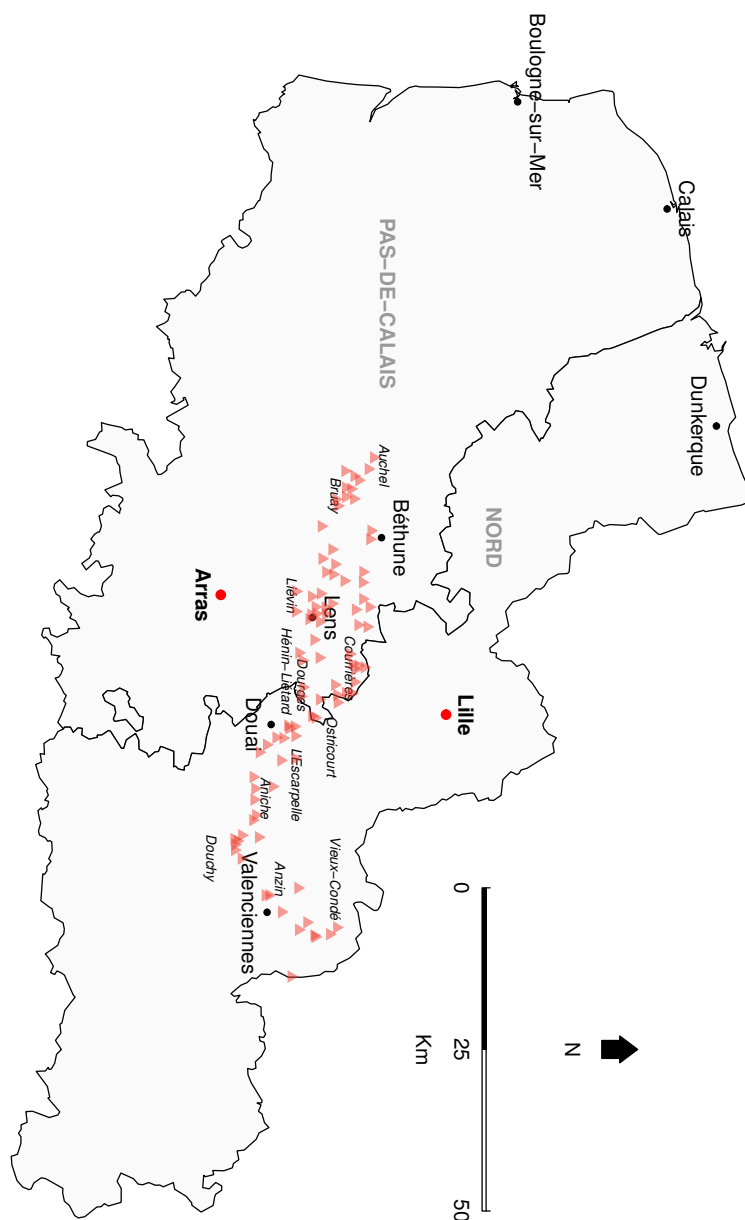 Dunkerque
Calais
Boulogne−sur−Mer
NORD
PAS−DE−CALAIS
Lille
Auchel
Béthune
Bruay
Courrières
Vieux−Condé
Ostricourt
Lens
Liévin
Dourges
Hénin−Liétard
L'Escarpelle
Anzin
Douai
Aniche
Valenciennes
Arras
Douchy
N
0
25
50
Km